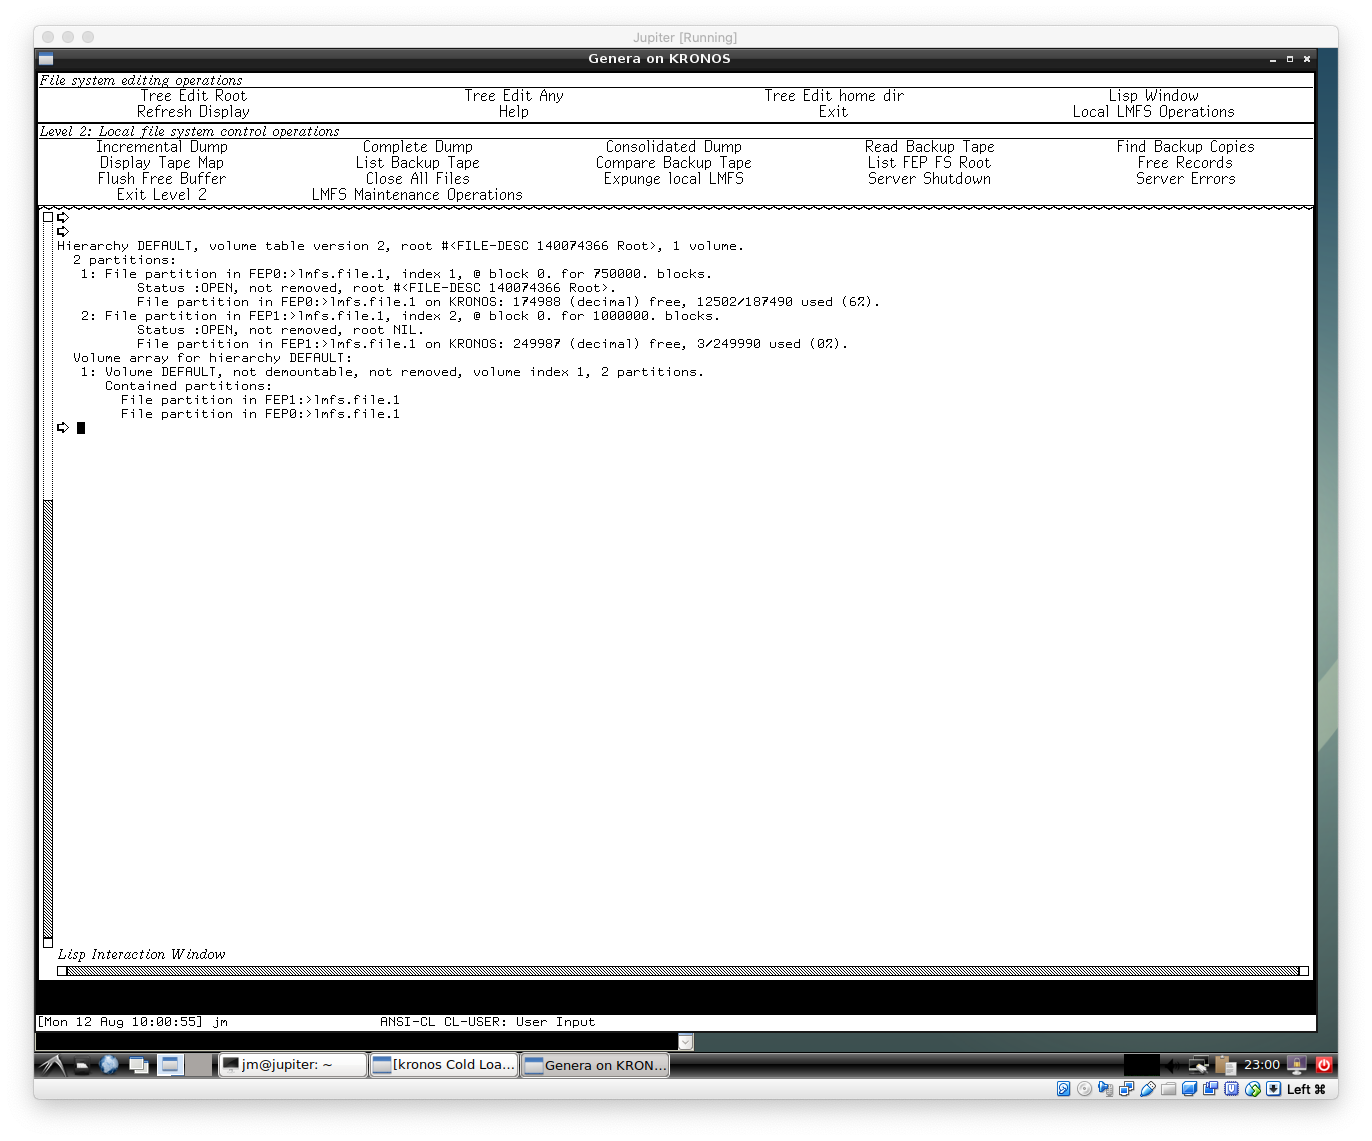 Jupiter [Running]
Genera on KRONOS
File system editing operations
Tree Edit Root Tree Edit Any Tree Edit home dir Lisp Window
Refresh Display Help Exit Local LMFS Operations
Level 2: Local file system control operations
Incremental Dump Complete Dump Consolidated Dump Read Backup Tape Find Backup Copies
Display Tape Map List Backup Tape Compare Backup Tape List FEP FS Root Free Records
Flush Free Buffer Close All Files Expunge local LMFS Server Shutdown Server Errors
Exit Level 2 LMFS Maintenance Operations
Hierarchy DEFAULT, volume table version 2, root #<FILE-DESC 140074366 Root>, 1 volume.
2 partitions:
1: File partition in FEP0:>lmfs.file.1, index 1, @ block 0. for 750000. blocks.
Status :OPEN, not removed, root #<FILE-DESC 140074366 Root>.
File partition in FEP0:>lmfs.file.1 on KRONOS: 174988 (decimal) free, 12502/187490 used (6%).
2: File partition in FEP1:>lmfs.file.1, index 2, @ block 0. for 1000000. blocks.
Status :OPEN, not removed, root NIL.
File partition in FEP1:>lmfs.file.1 on KRONOS: 249987 (decimal) free, 3/249990 used (0%).
Volume array for hierarchy DEFAULT:
1: Volume DEFAULT, not demountable, not removed, volume index 1, 2 partitions.
Contained partitions:
File partition in FEP1:>lmfs.file.1
File partition in FEP0:>lmfs.file.1
Lisp Interaction Window
[Mon 12 Aug 10:00:55] jm ANSI-CL CL-USER: User Input
jm@jupiter: ~ [kronos Cold Loa... Genera on KRON... 23:00
Left ⌘